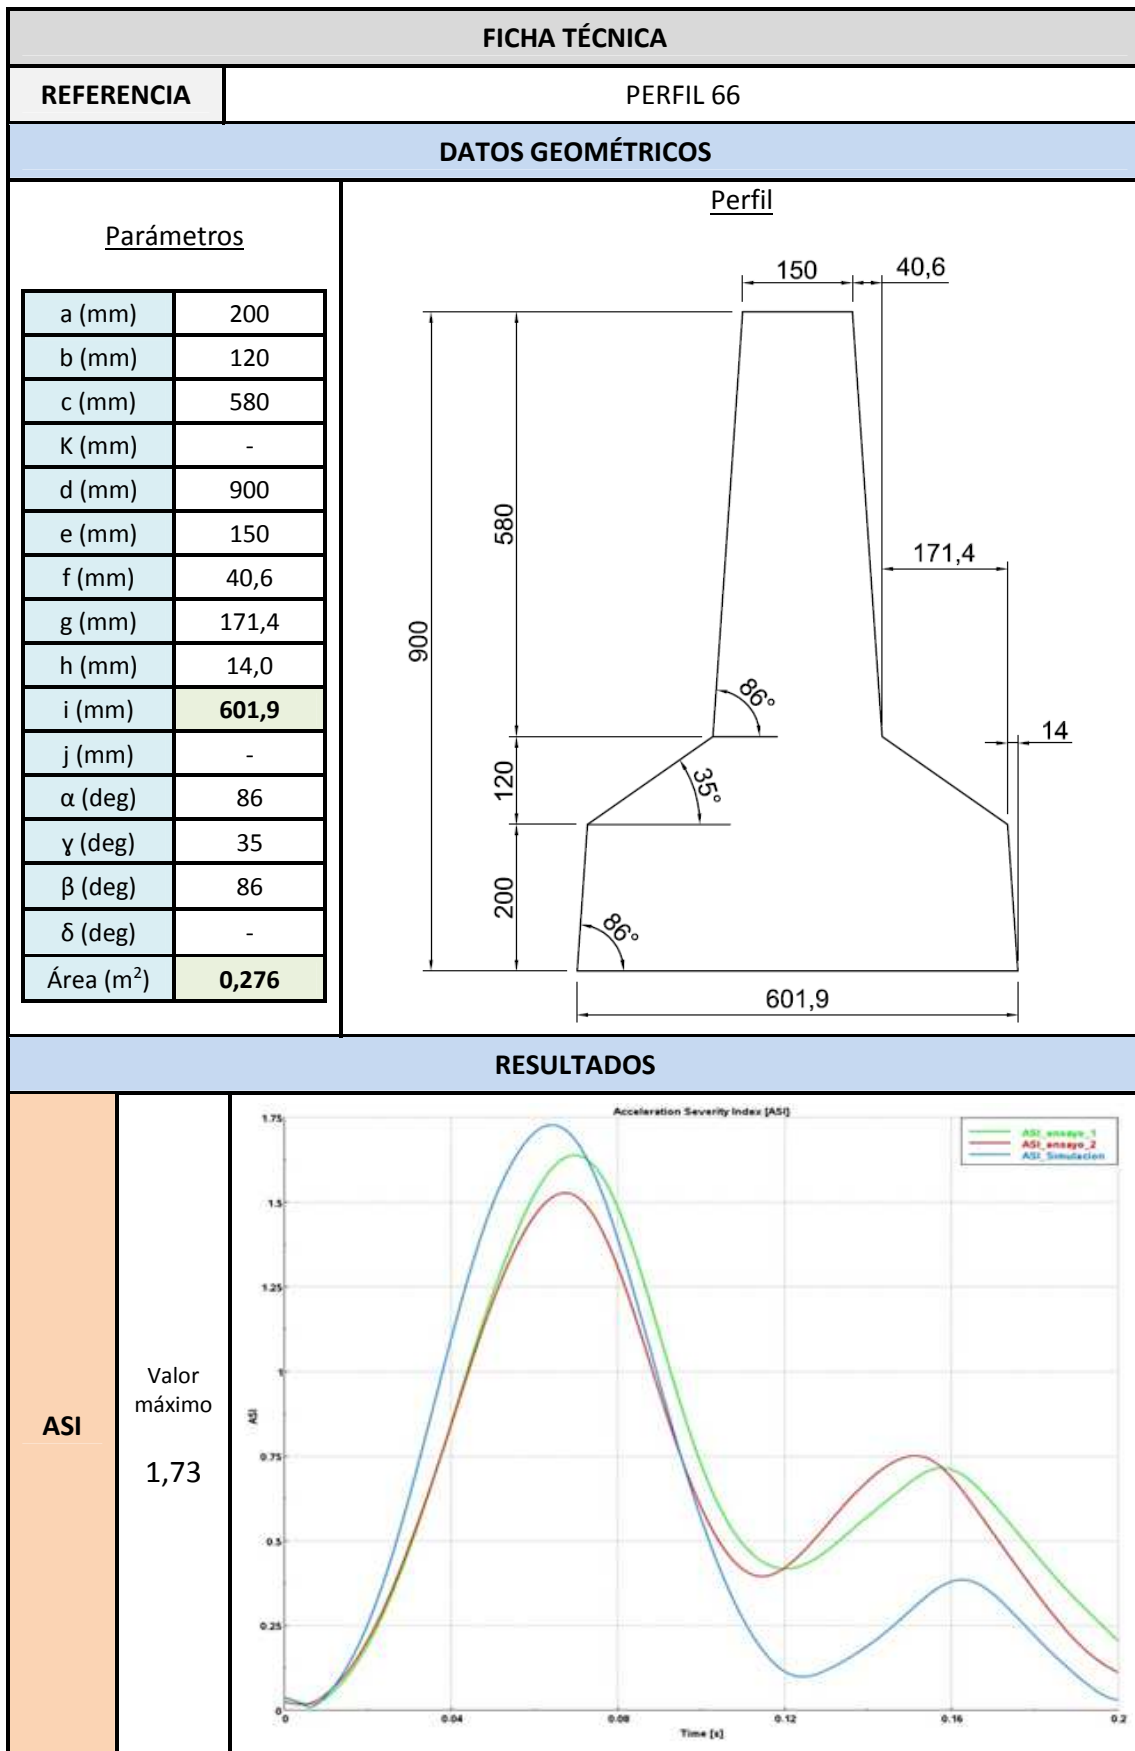 FICHA TÉCNICA
REFERENCIA PERFIL 66
DATOS GEOMÉTRICOS
Parámetros
a (mm) 200
b (mm) 120
c (mm) 580
K (mm) -
d (mm) 900
e (mm) 150
f (mm) 40,6
g (mm) 171,4
h (mm) 14,0
i (mm) 601,9
j (mm) -
α (deg) 86
ɣ (deg) 35
β (deg) 86
δ (deg) -
Área (m²) 0,276
Perfil
150 40,6
580
171,4
900
86°
14
120
35°
200
86°
601,9
RESULTADOS
ASI
Valor
máximo
1,73
Acceleration Severity Index [ASI]
ASI_ensayo_1
ASI_ensayo_2
ASI_Simulacion
1.75
1.5
1.25
1
0.75
0.5
0.25
0
ASI
0 0.04 0.08 0.12 0.16 0.2
Time [s]